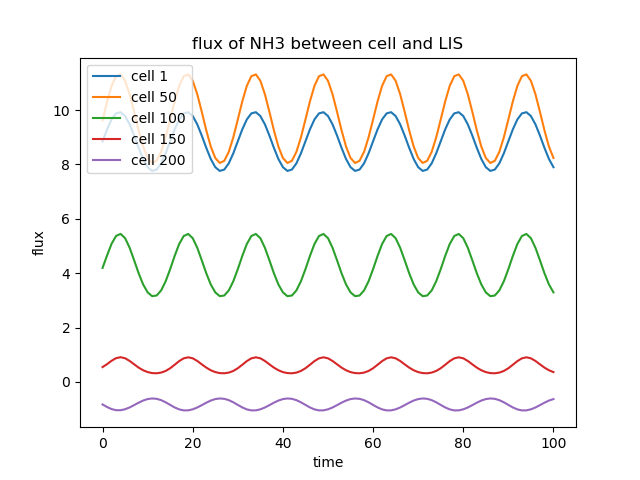 flux of NH3 between cell and LIS
cell 1
cell 50
cell 100
cell 150
cell 200
flux
10
8
6
4
2
0
0 20 40 60 80 100
time